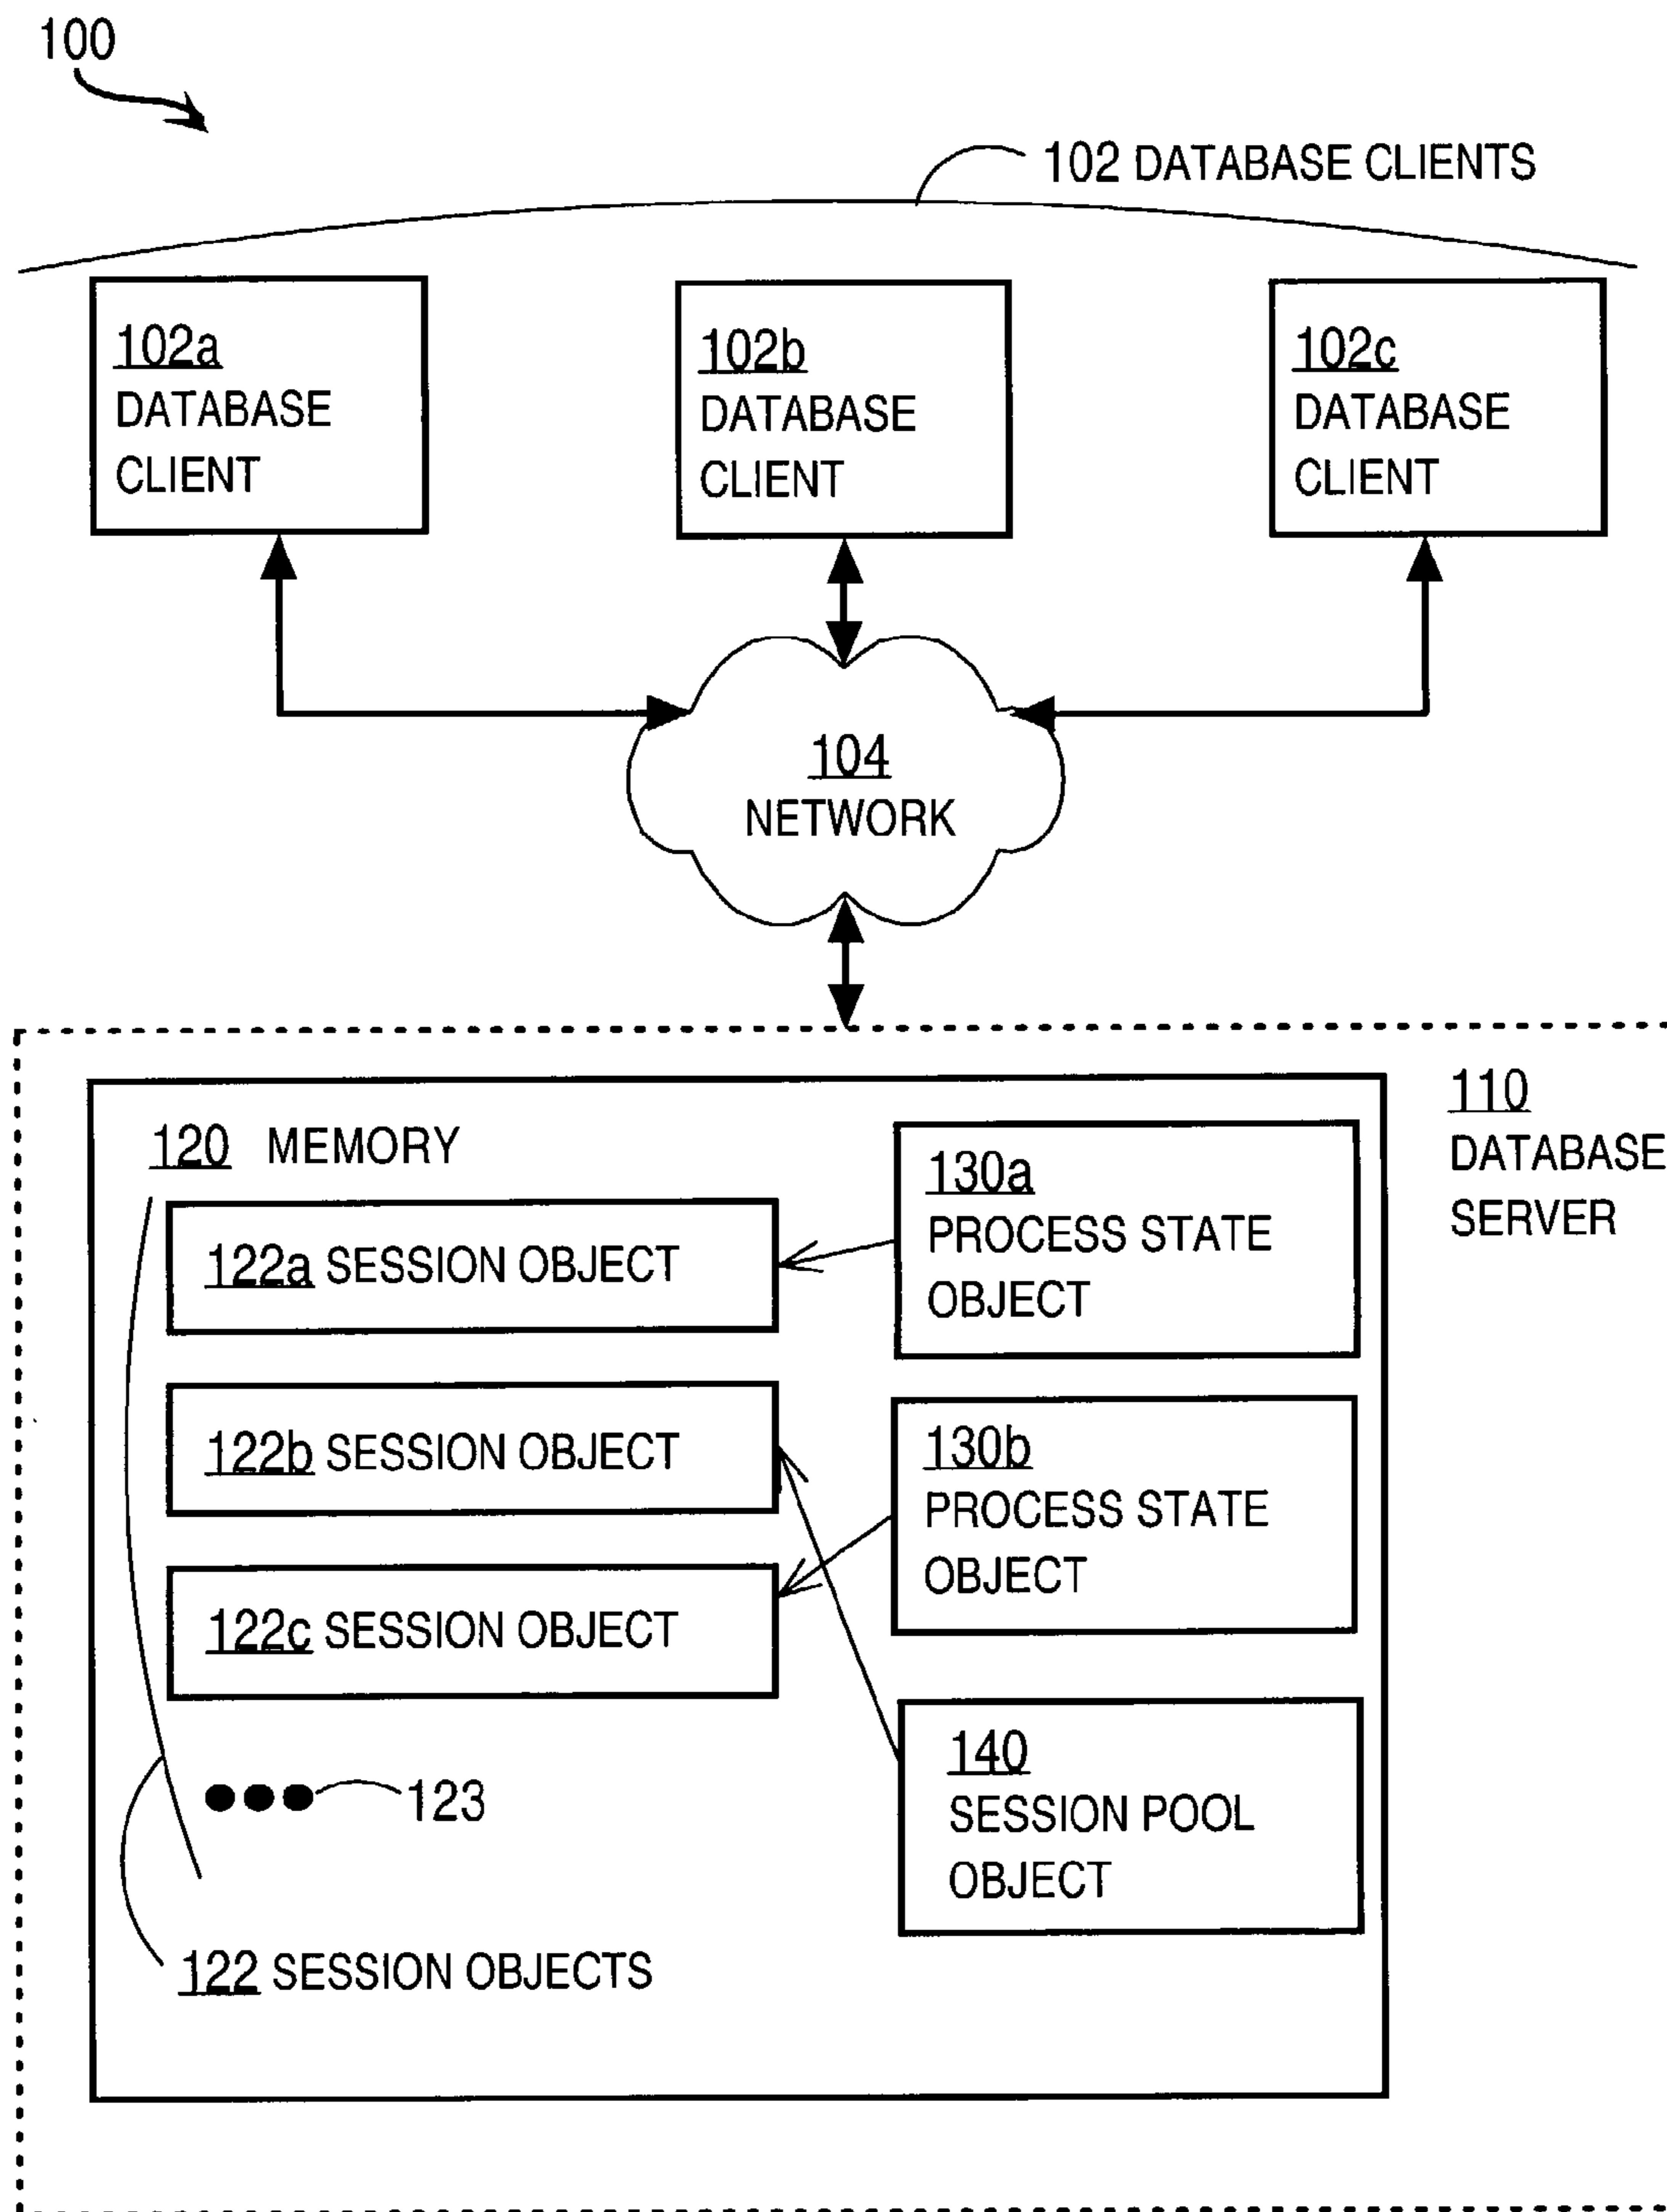 100
102 DATABASE CLIENTS
102a
DATABASE
CLIENT
102b
DATABASE
CLIENT
102c
DATABASE
CLIENT
104
NETWORK
110
DATABASE
SERVER
120 MEMORY
122a SESSION OBJECT
122b SESSION OBJECT
122c SESSION OBJECT
123
122 SESSION OBJECTS
130a
PROCESS STATE
OBJECT
130b
PROCESS STATE
OBJECT
140
SESSION POOL
OBJECT